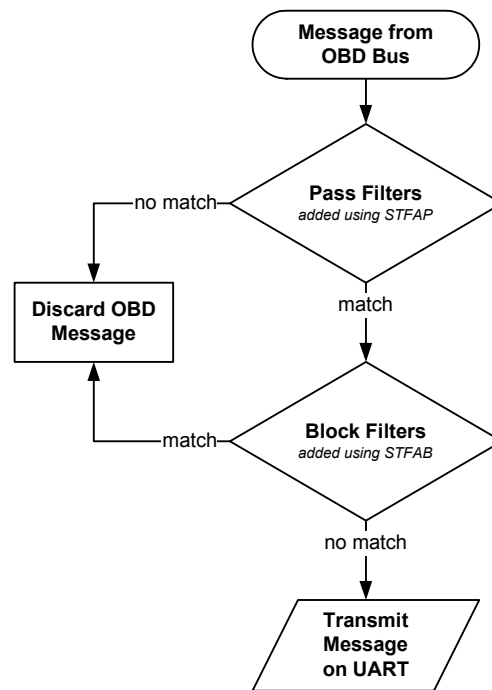 Message from
OBD Bus
Pass Filters
added using STFAP
no match
match
Discard OBD
Message
Block Filters
added using STFAB
match
no match
Transmit
Message
on UART